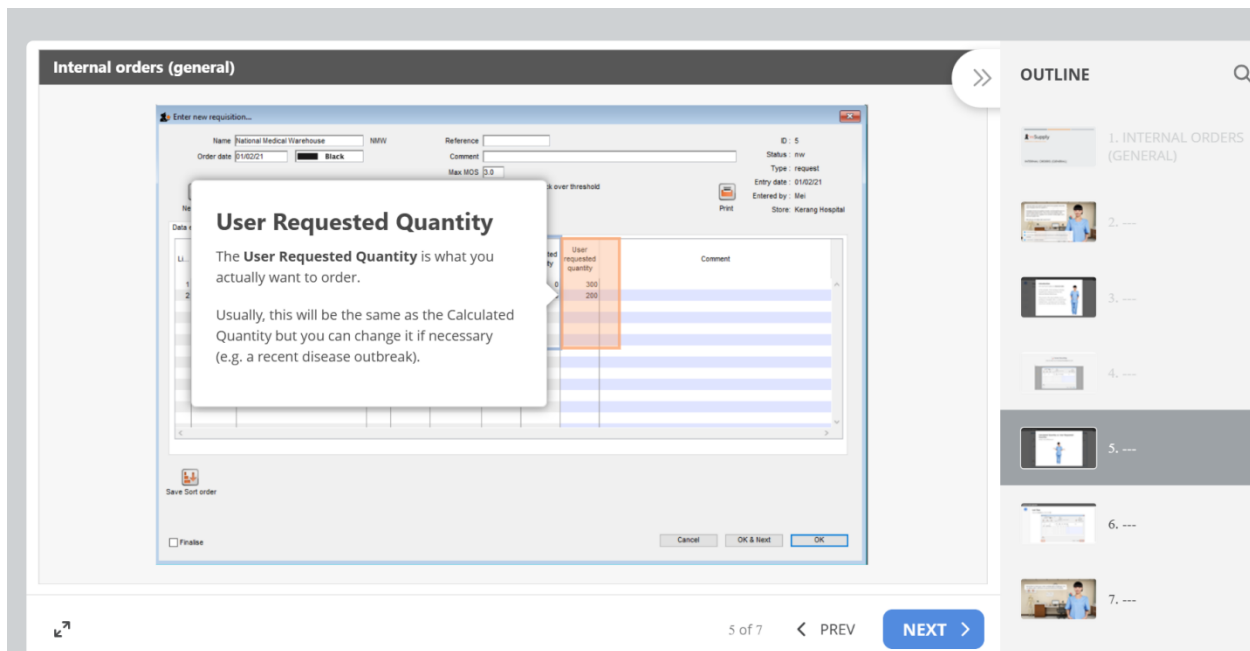 Internal orders (general)
OUTLINE
Enter new requisition...
Name National Medical Warehouse NMW
Reference
ID : 5
Order date 01/02/21 Black
Comment
Status : nw
Max MOS 3.0
Type : request
Entry date : 01/02/21
Entered by : Mei
Print
Store: Kerang Hospital
User Requested Quantity
The User Requested Quantity is what you
actually want to order.
Usually, this will be the same as the Calculated
Quantity but you can change it if necessary
(e.g. a recent disease outbreak).
over threshold
User
requested
quantity
Comment
1
0 300
2
200
Save Sort order
Finalise
Cancel OK & Next OK
1. INTERNAL ORDERS
(GENERAL)
2. ---
3. ---
4. ---
5. ---
6. ---
7. ---
5 of 7 PREV NEXT